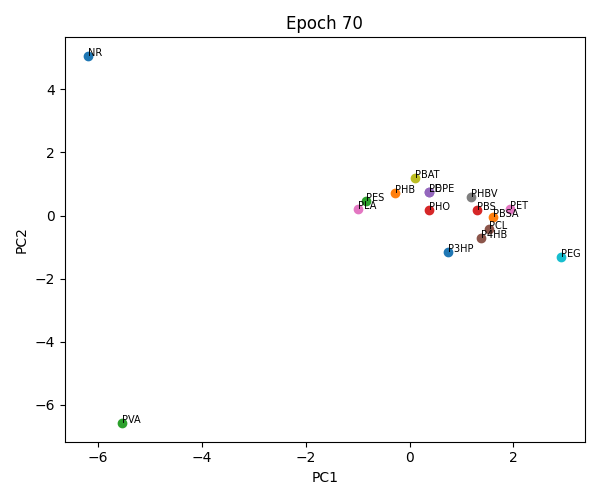 Epoch 70
NR
PBAT
PHB
LDPE
PHBV
PES
PLA
PHO
PBS
PET
PBSA
PCL
P4HB
P3HP
PEG
PVA
4
2
0
−2
−4
−6
PC2
−6 −4 −2 0 2
PC1